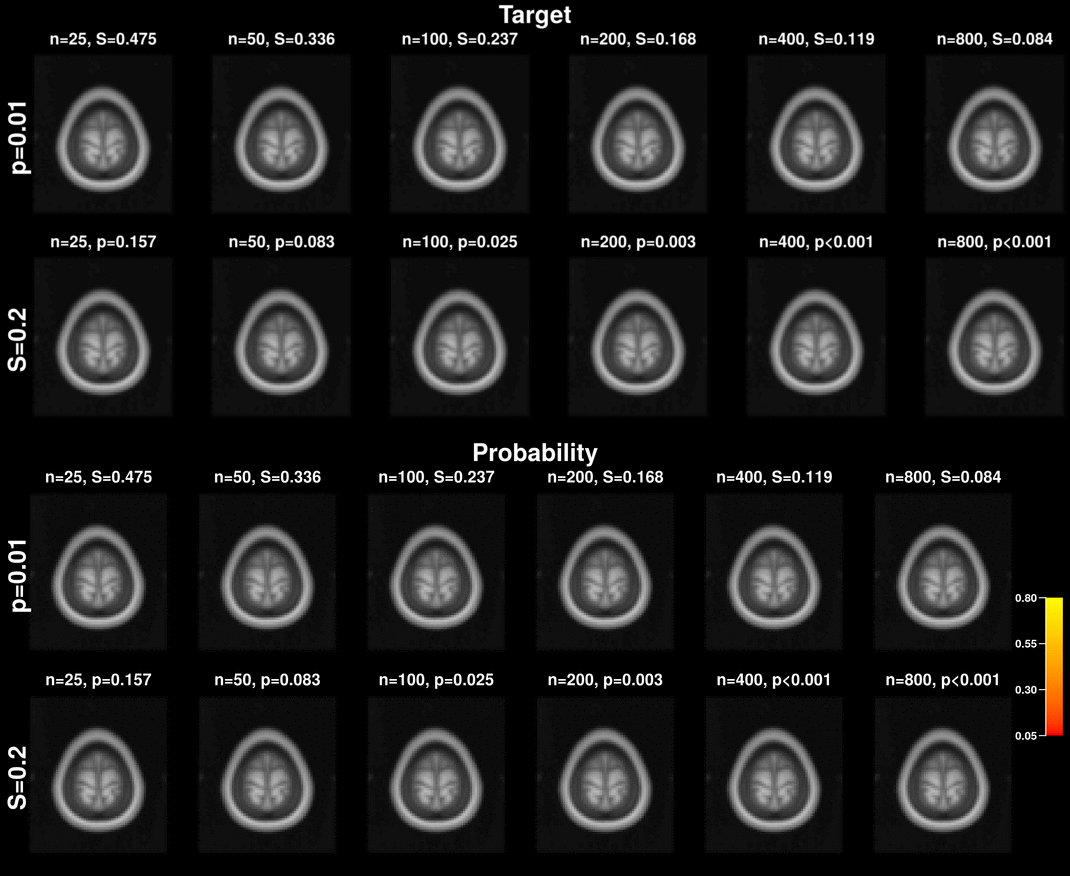 Target
n=25, S=0.475 n=50, S=0.336 n=100, S=0.237 n=200, S=0.168 n=400, S=0.119 n=800, S=0.084
p=0.01
n=25, p=0.157 n=50, p=0.083 n=100, p=0.025 n=200, p=0.003 n=400, p<0.001 n=800, p<0.001
S=0.2
Probability
n=25, S=0.475 n=50, S=0.336 n=100, S=0.237 n=200, S=0.168 n=400, S=0.119 n=800, S=0.084
p=0.01
n=25, p=0.157 n=50, p=0.083 n=100, p=0.025 n=200, p=0.003 n=400, p<0.001 n=800, p<0.001
S=0.2
0.80
0.55
0.30
0.05